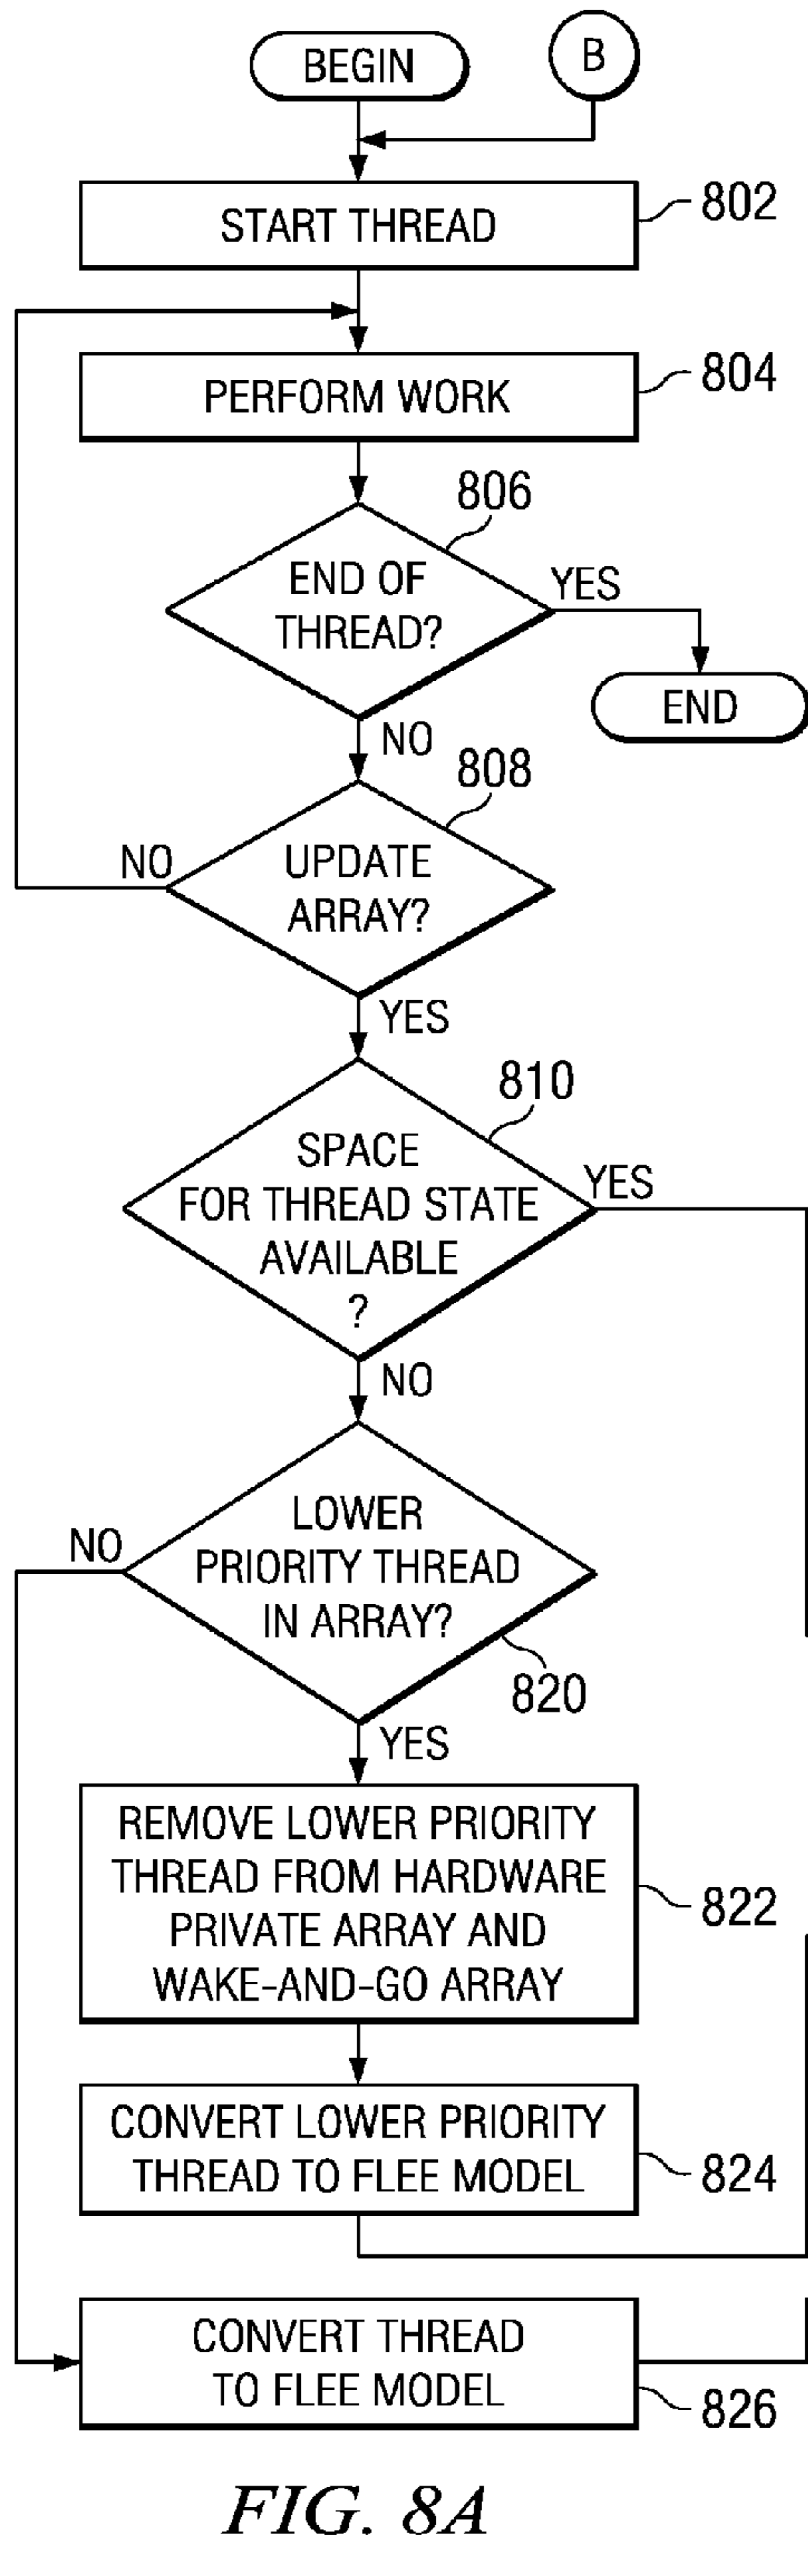 BEGIN
B
START THREAD
802
PERFORM WORK
804
806
END OF
THREAD?
YES
END
NO
808
UPDATE
ARRAY?
NO
YES
810
SPACE
FOR THREAD STATE
AVAILABLE
?
YES
NO
LOWER
PRIORITY THREAD
IN ARRAY?
NO
820
YES
REMOVE LOWER PRIORITY
THREAD FROM HARDWARE
PRIVATE ARRAY AND
WAKE-AND-GO ARRAY
822
CONVERT LOWER PRIORITY
THREAD TO FLEE MODEL
824
CONVERT THREAD
TO FLEE MODEL
826
FIG. 8A